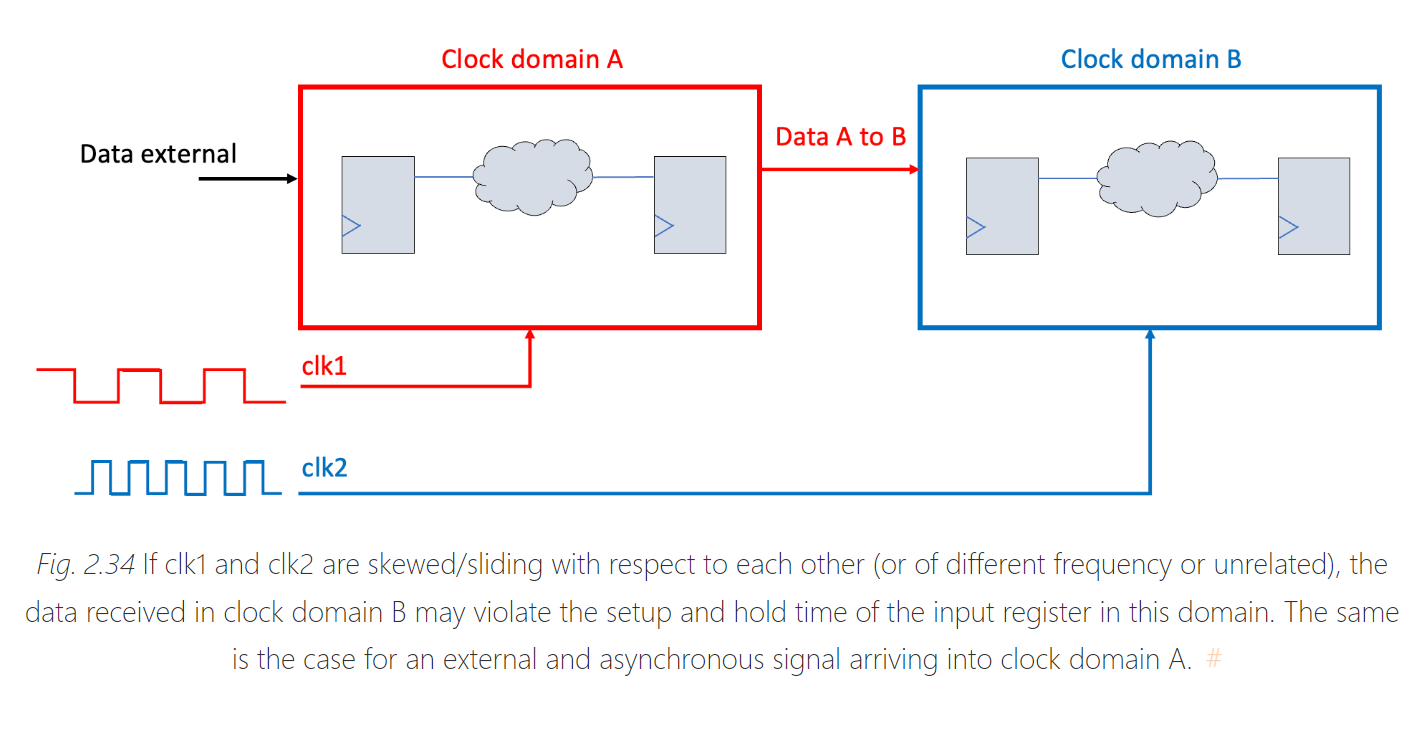 Clock domain A
Clock domain B
Data external
Data A to B
clk1
clk2
Fig. 2.34 If clk1 and clk2 are skewed/sliding with respect to each other (or of different frequency or unrelated), the
data received in clock domain B may violate the setup and hold time of the input register in this domain. The same
is the case for an external and asynchronous signal arriving into clock domain A. #